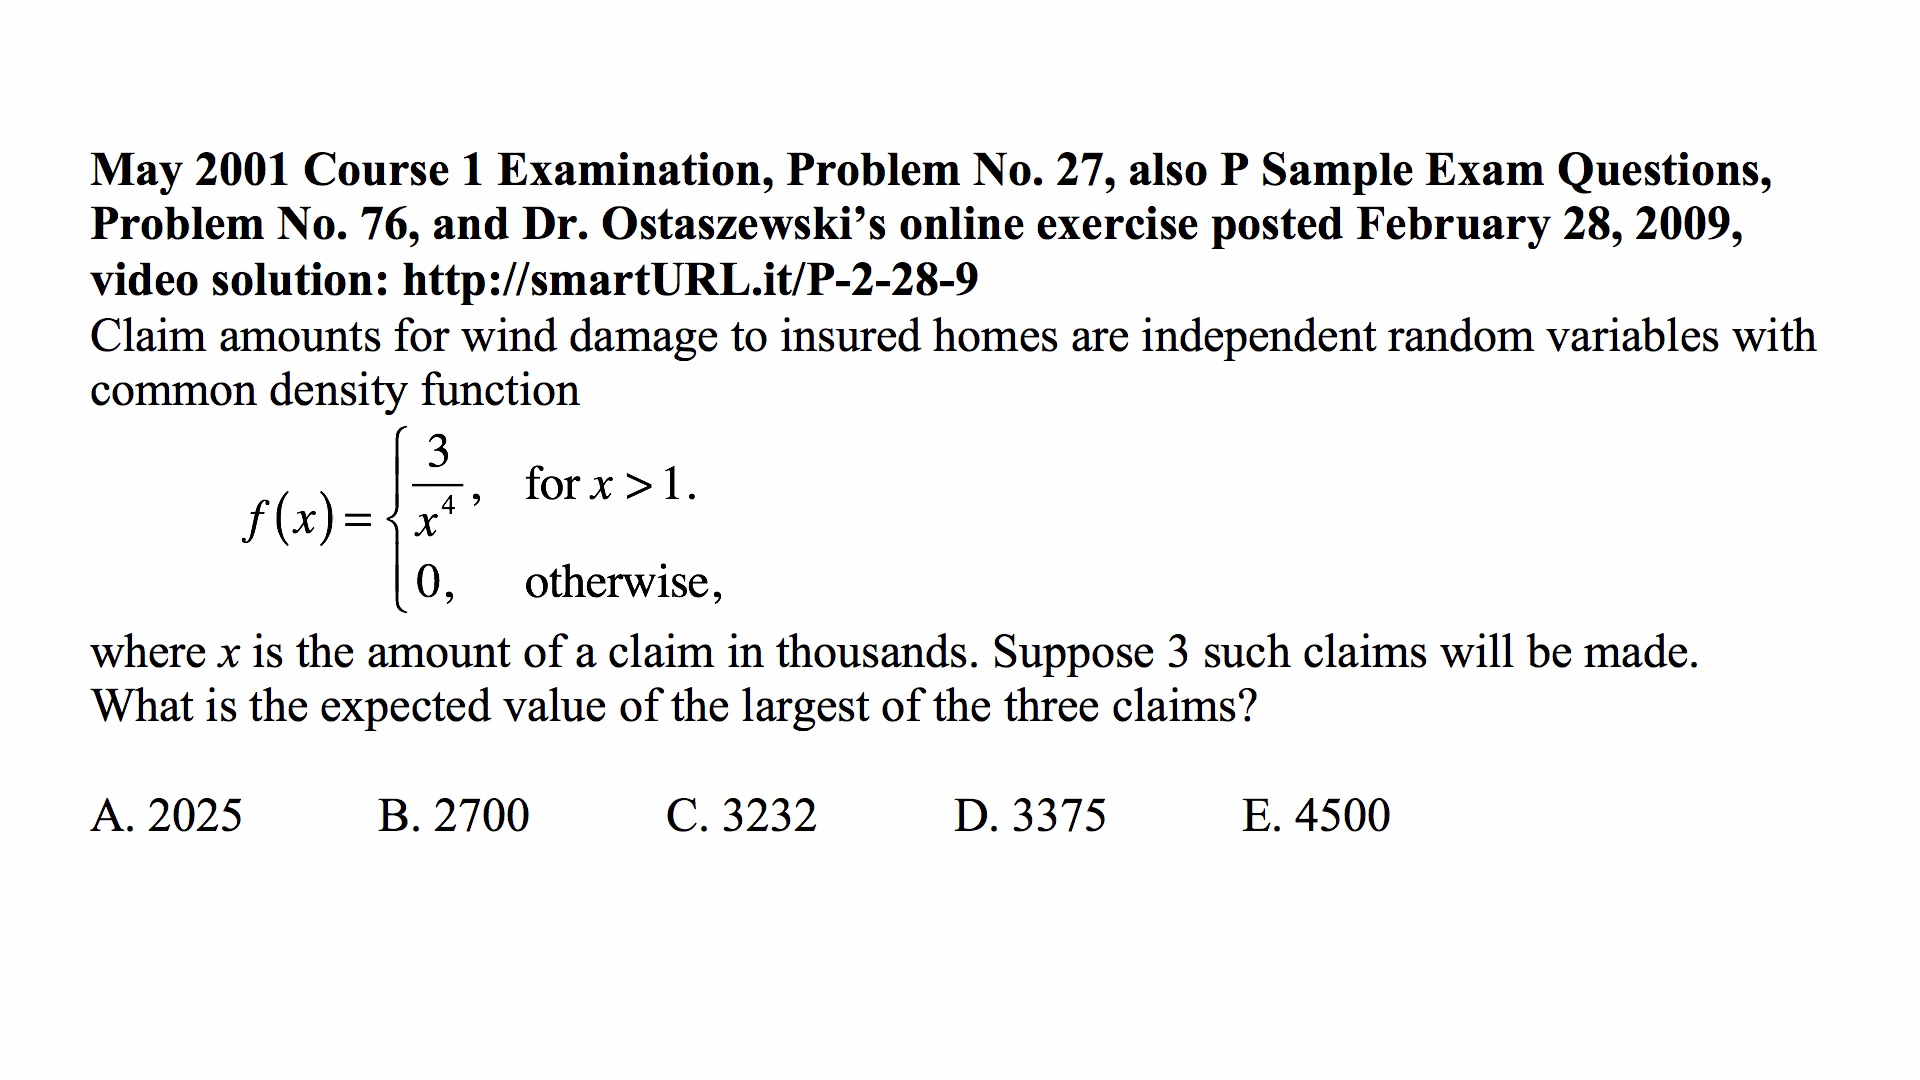 May 2001 Course 1 Examination, Problem No. 27, also P Sample Exam Questions,
Problem No. 76, and Dr. Ostaszewski’s online exercise posted February 28, 2009,
video solution: http://smartURL.it/P-2-28-9
Claim amounts for wind damage to insured homes are independent random variables with
common density function
f(x) = { 3/x⁴, for x > 1.
0, otherwise,
where x is the amount of a claim in thousands. Suppose 3 such claims will be made.
What is the expected value of the largest of the three claims?
A. 2025 B. 2700 C. 3232 D. 3375 E. 4500